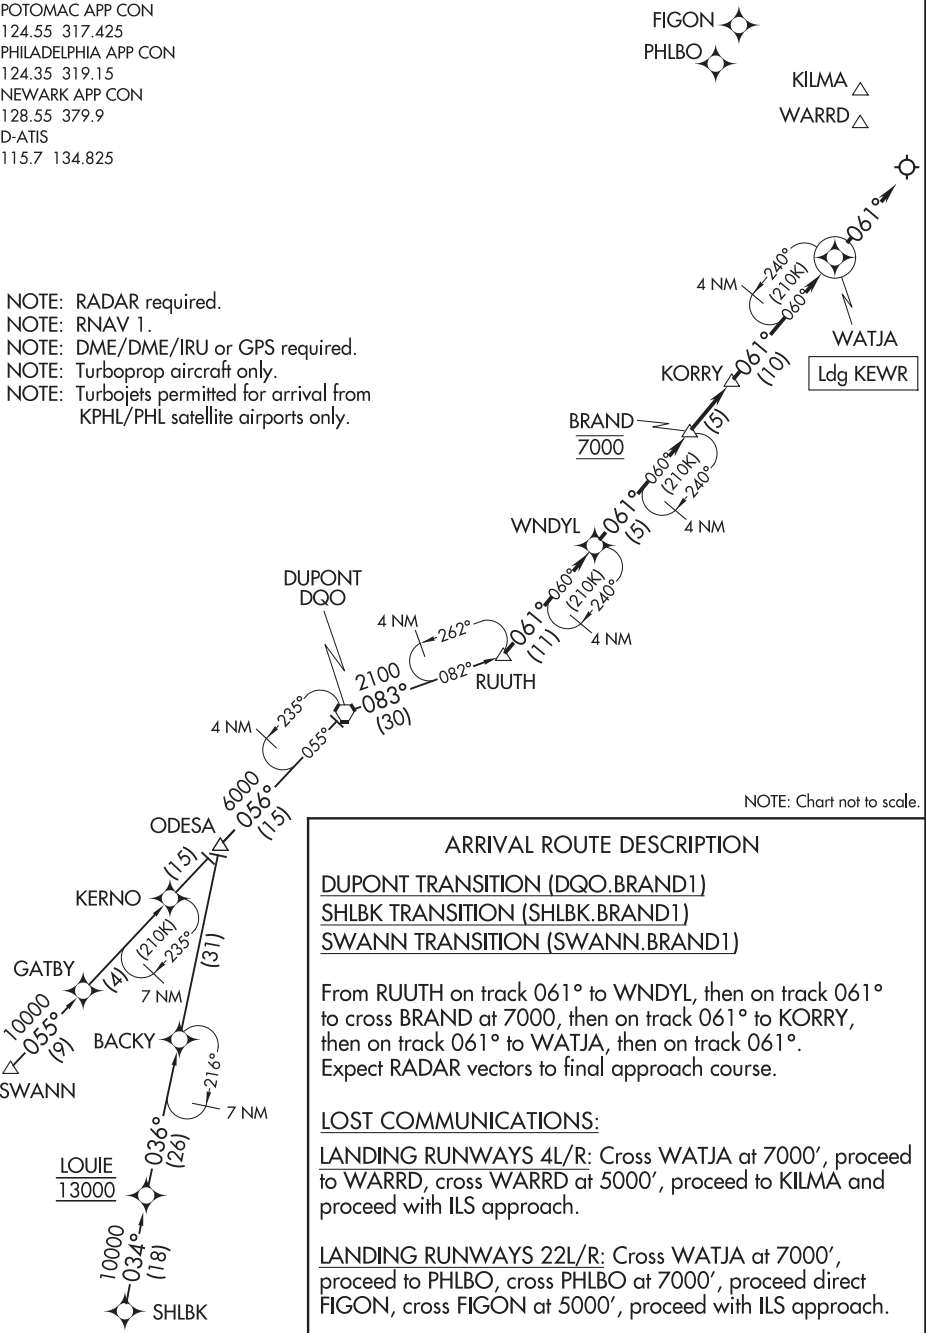 POTOMAC APP CON
124.55 317.425
PHILADELPHIA APP CON
124.35 319.15
NEWARK APP CON
128.55 379.9
D-ATIS
115.7 134.825
FIGON
PHLBO
KILMA
WARRD
061°
240°
(210K)
060°
4 NM
WATJA
Ldg KEWR
NOTE: RADAR required.
NOTE: RNAV 1.
NOTE: DME/DME/IRU or GPS required.
NOTE: Turboprop aircraft only.
NOTE: Turbojets permitted for arrival from
KPHL/PHL satellite airports only.
KORRY
061°
(10)
BRAND
7000
(5)
060°
(210K)
240°
4 NM
WNDYL
061°
(5)
060°
(210K)
240°
4 NM
DUPONT
DQO
4 NM
262°
061°
(11)
2100
083°
(30)
082°
RUUTH
4 NM
235°
055°
6000
056°
(15)
NOTE: Chart not to scale.
ODESA
(15)
KERNO
(210K)
235°
7 NM
(31)
GATBY
(4)
10000
055°
(9)
SWANN
BACKY
216°
7 NM
036°
(26)
LOUIE
13000
10000
034°
(18)
SHLBK
ARRIVAL ROUTE DESCRIPTION
DUPONT TRANSITION (DQO.BRAND1)
SHLBK TRANSITION (SHLBK.BRAND1)
SWANN TRANSITION (SWANN.BRAND1)
From RUUTH on track 061° to WNDYL, then on track 061°
to cross BRAND at 7000, then on track 061° to KORRY,
then on track 061° to WATJA, then on track 061°.
Expect RADAR vectors to final approach course.
LOST COMMUNICATIONS:
LANDING RUNWAYS 4L/R: Cross WATJA at 7000′, proceed
to WARRD, cross WARRD at 5000′, proceed to KILMA and
proceed with ILS approach.
LANDING RUNWAYS 22L/R: Cross WATJA at 7000′,
proceed to PHLBO, cross PHLBO at 7000′, proceed direct
FIGON, cross FIGON at 5000′, proceed with ILS approach.